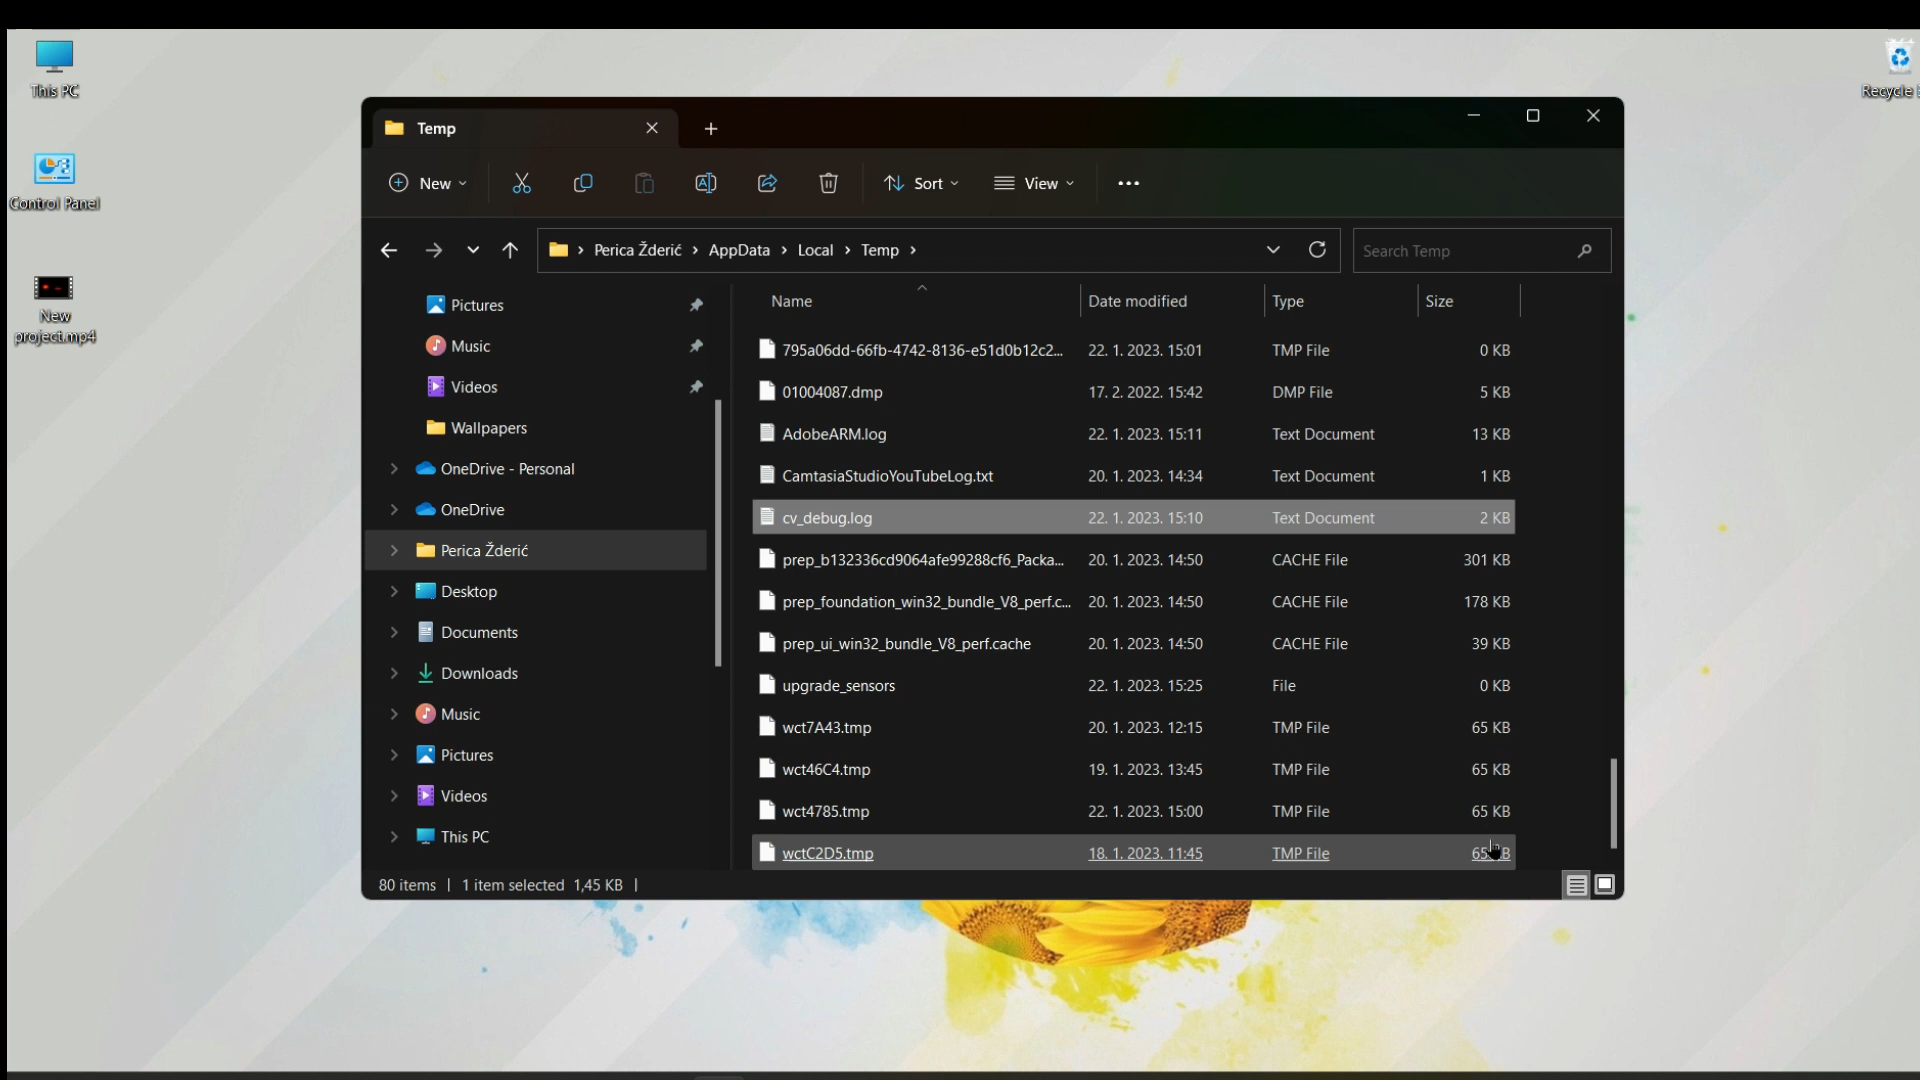 This PC
Recycle
Control Panel
New
project.mp4
Temp
New
Sort
View
Perica Žderić
AppData
Local
Temp
Search Temp
Pictures
Music
Videos
Wallpapers
OneDrive - Personal
OneDrive
Perica Žderić
Desktop
Documents
Downloads
Music
Pictures
Videos
This PC
Name Date modified Type Size
795a06dd-66fb-4742-8136-e51d0b12c2... 22. 1. 2023. 15:01 TMP File 0 KB
01004087.dmp 17. 2. 2022. 15:42 DMP File 5 KB
AdobeARM.log 22. 1. 2023. 15:11 Text Document 13 KB
CamtasiaStudioYouTubeLog.txt 20. 1. 2023. 14:34 Text Document 1 KB
cv_debug.log 22. 1. 2023. 15:10 Text Document 2 KB
prep_b132336cd9064afe99288cf6_Packa... 20. 1. 2023. 14:50 CACHE File 301 KB
prep_foundation_win32_bundle_V8_perf.c... 20. 1. 2023. 14:50 CACHE File 178 KB
prep_ui_win32_bundle_V8_perf.cache 20. 1. 2023. 14:50 CACHE File 39 KB
upgrade_sensors 22. 1. 2023. 15:25 File 0 KB
wct7A43.tmp 20. 1. 2023. 12:15 TMP File 65 KB
wct46C4.tmp 19. 1. 2023. 13:45 TMP File 65 KB
wct4785.tmp 22. 1. 2023. 15:00 TMP File 65 KB
wctC2D5.tmp 18. 1. 2023. 11:45 TMP File
80 items 1 item selected 1,45 KB